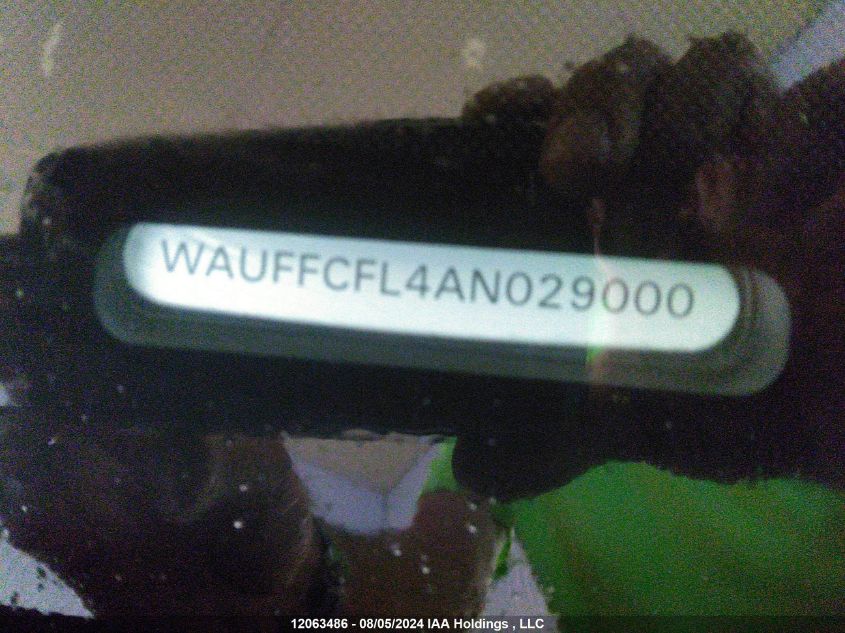 WAUFFCFL4AN029000
12063486 - 08/05/2024 IAA Holdings , LLC